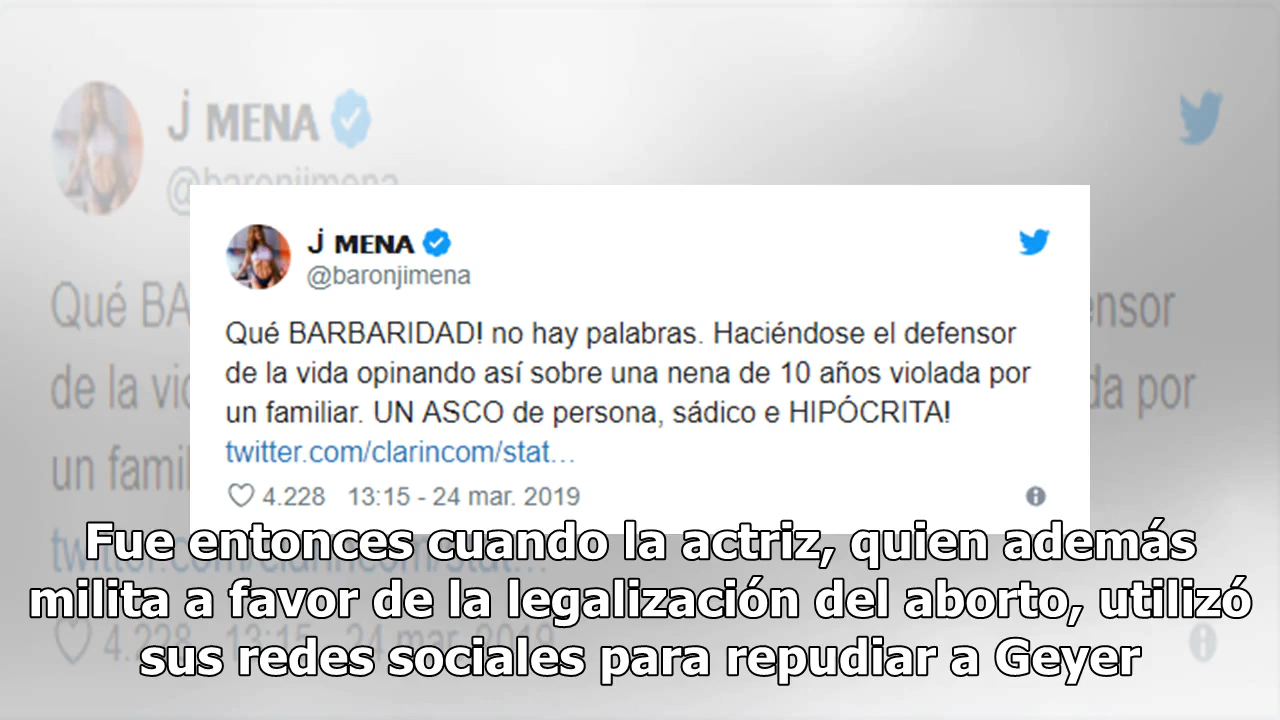 J MENA
@baronjimena
Qué BARBARIDAD! no hay palabras. Haciéndose el defensor
de la vida opinando así sobre una nena de 10 años violada por
un familiar. UN ASCO de persona, sádico e HIPÓCRITA!
twitter.com/clarincom/stat...
4.228 13:15 - 24 mar. 2019
Fue entonces cuando la actriz, quien además
milita a favor de la legalización del aborto, utilizó
sus redes sociales para repudiar a Geyer